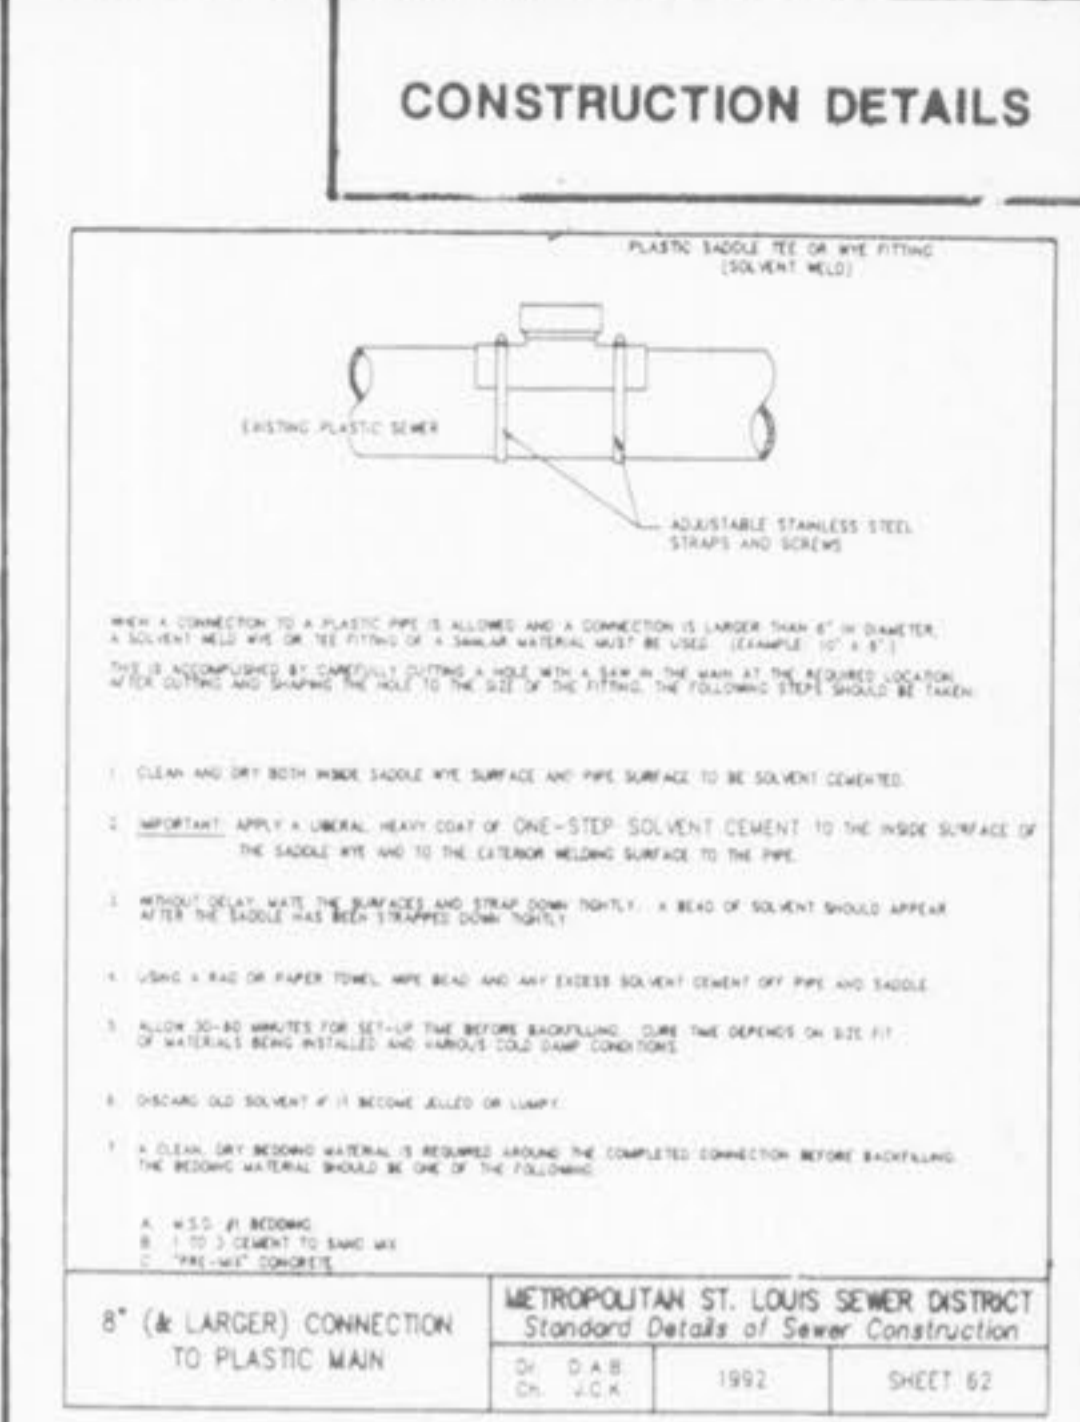 CONSTRUCTION DETAILS
PLASTIC SADDLE TEE OR WYE FITTING
(SOLVENT WELD)
EXISTING PLASTIC SEWER
ADJUSTABLE STAINLESS STEEL
STRAPS AND SCREWS
WHEN A CONNECTION TO A PLASTIC PIPE IS ALLOWED AND A CONNECTION IS LARGER THAN 6" IN DIAMETER,
A SOLVENT WELD WYE OR TEE FITTING OF A SIMILAR MATERIAL MUST BE USED. (EXAMPLE: 10" X 8")
THIS IS ACCOMPLISHED BY CAREFULLY CUTTING A HOLE WITH A SAW IN THE MAIN AT THE REQUIRED LOCATION.
AFTER CUTTING AND SHAPING THE HOLE TO THE SIZE OF THE FITTING, THE FOLLOWING STEPS SHOULD BE TAKEN:
1. CLEAN AND DRY BOTH INSIDE SADDLE WYE SURFACE AND PIPE SURFACE TO BE SOLVENT CEMENTED.
2. IMPORTANT: APPLY A LIBERAL, HEAVY COAT OF ONE-STEP SOLVENT CEMENT TO THE INSIDE SURFACE OF
THE SADDLE WYE AND TO THE EXTERIOR WELDING SURFACE TO THE PIPE.
3. WITHOUT DELAY, MATE THE SURFACES AND STRAP DOWN TIGHTLY. A BEAD OF SOLVENT SHOULD APPEAR
AFTER THE SADDLE HAS BEEN STRAPPED DOWN TIGHTLY.
4. USING A RAG OR PAPER TOWEL, WIPE BEAD AND ANY EXCESS SOLVENT CEMENT OFF PIPE AND SADDLE.
5. ALLOW MINUTES FOR SET-UP TIME BEFORE BACKFILLING. CURE TIME DEPENDS ON SIZE FIT
OF MATERIALS BEING INSTALLED AND VARIOUS COLD DAMP CONDITIONS.
6. DISCARD OLD SOLVENT IF IT BECOME JELLED OR LUMPY.
7. A CLEAN, DRY BEDDING MATERIAL IS REQUIRED AROUND THE COMPLETED CONNECTION BEFORE BACKFILLING.
THE BEDDING MATERIAL SHOULD BE ONE OF THE FOLLOWING:
A. M.S.D. #1 BEDDING
B. 1 TO 3 CEMENT TO SAND MIX
C. "PRE-MIX" CONCRETE
8" (& LARGER) CONNECTION
TO PLASTIC MAIN
METROPOLITAN ST. LOUIS SEWER DISTRICT
Standard Details of Sewer Construction
Dr. D.A.B.
Ch. J.C.K.
1992
SHEET 62